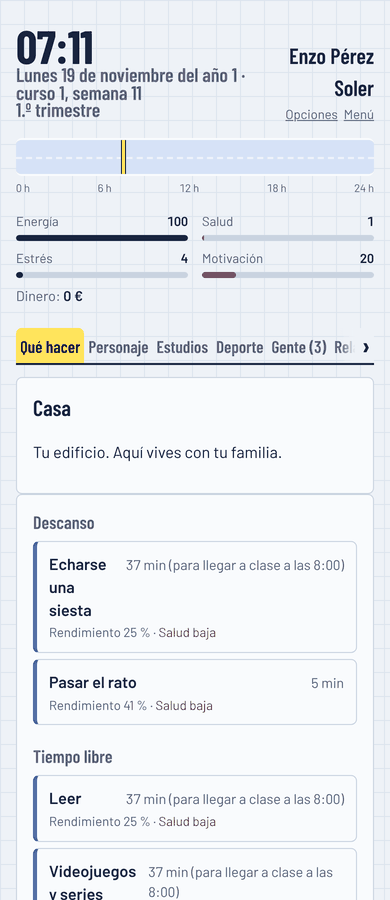 07:11
Lunes 19 de noviembre del año 1 ·
curso 1, semana 11
1.º trimestre
Enzo Pérez
Soler
Opciones Menú
0 h 6 h 12 h 18 h 24 h
Energía 100
Salud 1
Estrés 4
Motivación 20
Dinero: 0 €
Qué hacer Personaje Estudios Deporte Gente (3) Rel ›
Casa
Tu edificio. Aquí vives con tu familia.
Descanso
Echarse una siesta
37 min (para llegar a clase a las 8:00)
Rendimiento 25 % · Salud baja
Pasar el rato 5 min
Rendimiento 41 % · Salud baja
Tiempo libre
Leer 37 min (para llegar a clase a las 8:00)
Rendimiento 25 % · Salud baja
Videojuegos y series
37 min (para llegar a clase a las 8:00)